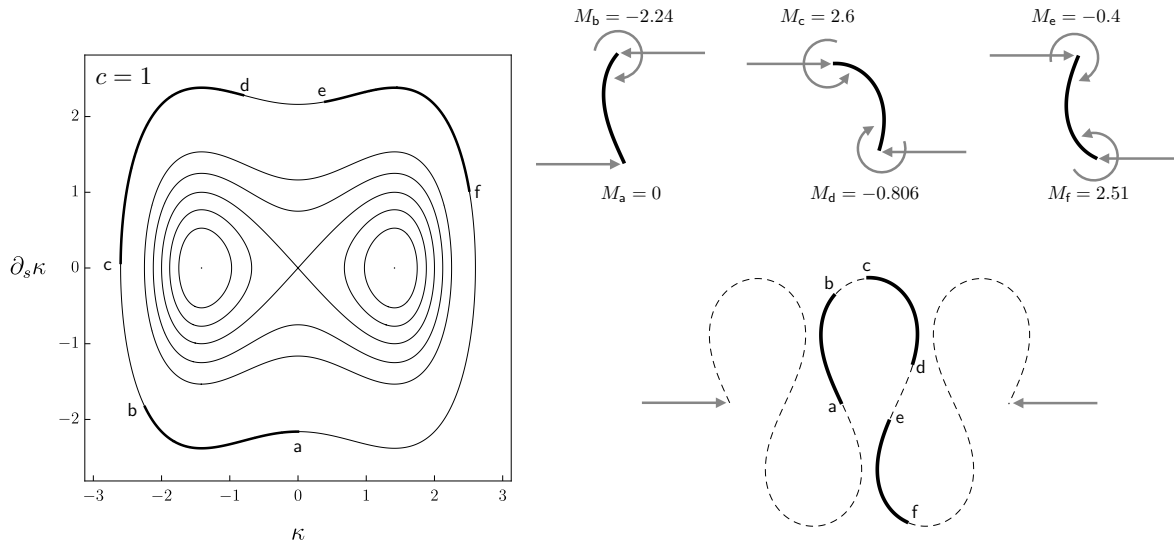 M_b = −2.24
M_c = 2.6
M_e = −0.4
c = 1
d
e
f
c
b
a
2
1
0
−1
−2
−3
−2
−1
0
1
2
3
∂_sκ
κ
M_a = 0
M_d = −0.806
M_f = 2.51
c
b
d
a
e
f